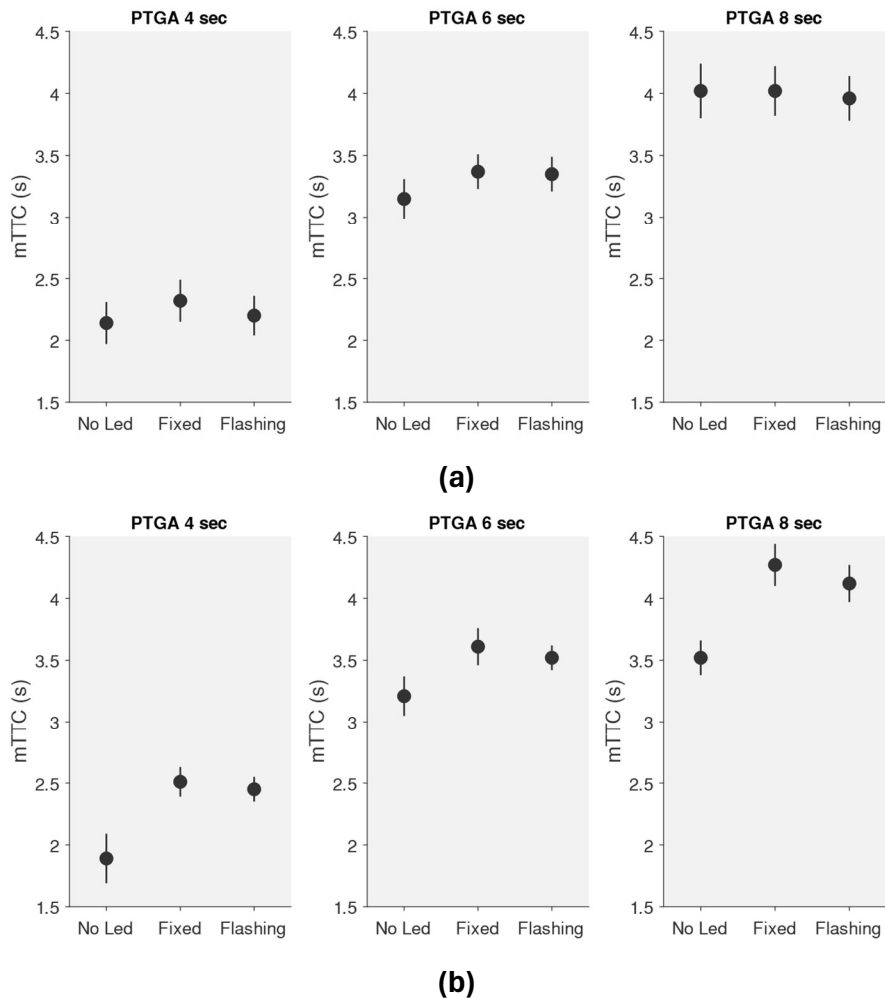 PTGA 4 sec PTGA 6 sec PTGA 8 sec
4.5 4.5 4.5
4 4 4
3.5 3.5 3.5
mTTC (s) mTTC (s) mTTC (s)
3 3 3
2.5 2.5 2.5
2 2 2
1.5 1.5 1.5
No Led Fixed Flashing No Led Fixed Flashing No Led Fixed Flashing
(a)
PTGA 4 sec PTGA 6 sec PTGA 8 sec
4.5 4.5 4.5
4 4 4
3.5 3.5 3.5
mTTC (s) mTTC (s) mTTC (s)
3 3 3
2.5 2.5 2.5
2 2 2
1.5 1.5 1.5
No Led Fixed Flashing No Led Fixed Flashing No Led Fixed Flashing
(b)